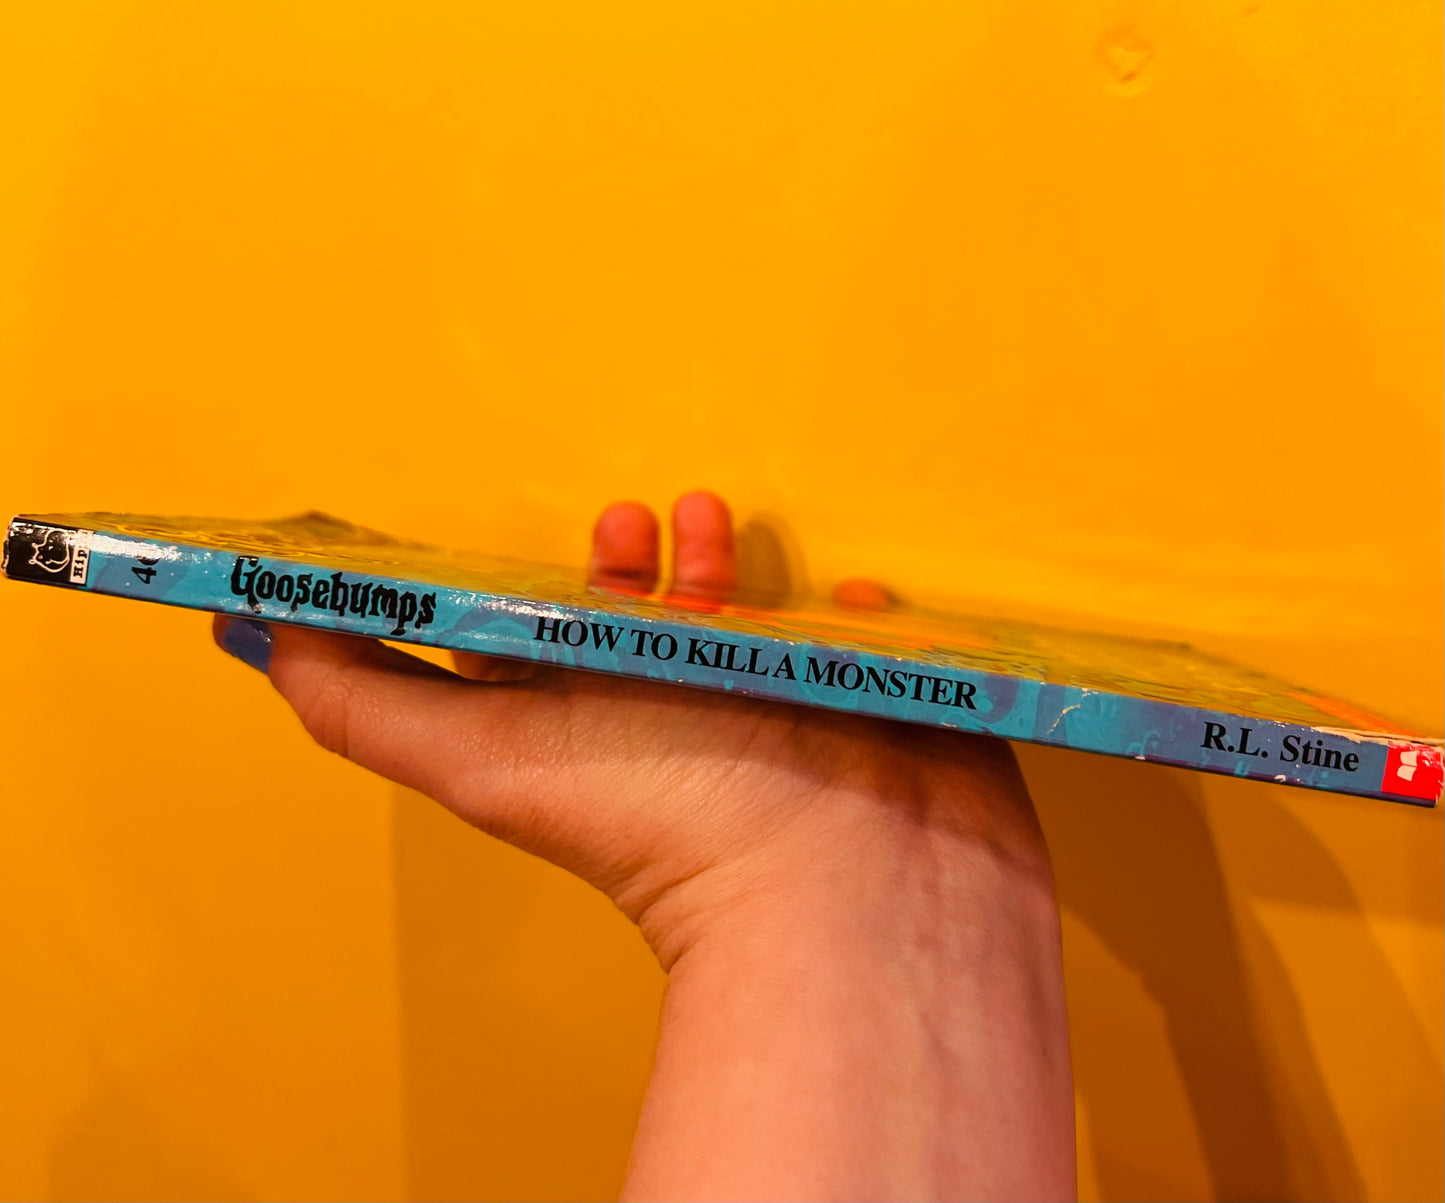 Goosebumps
HOW TO KILL A MONSTER
R.L. Stine